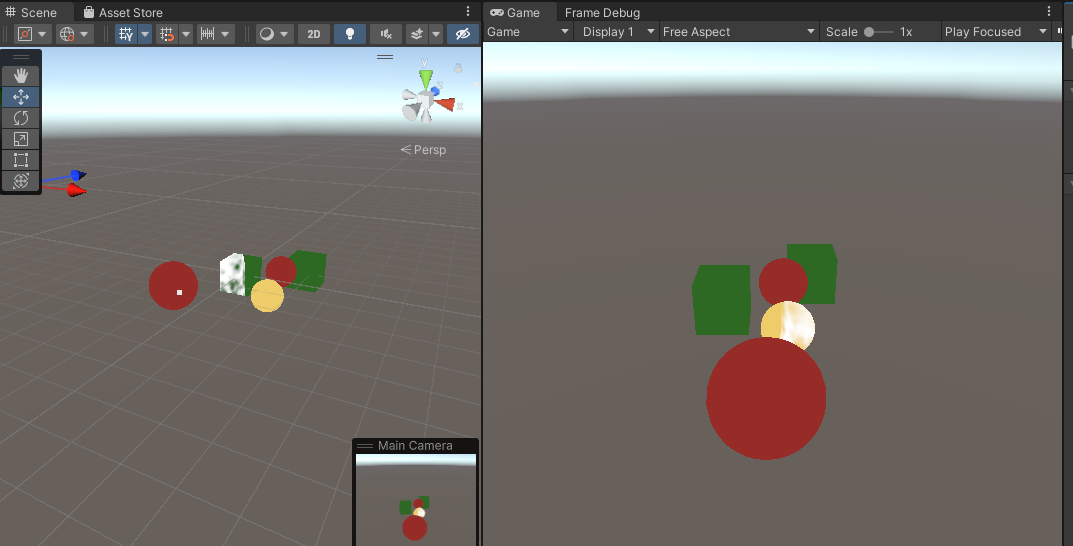 Scene Asset Store
2D
y
x
Persp
Main Camera
Game Frame Debug
Game Display 1 Free Aspect Scale 1x Play Focused